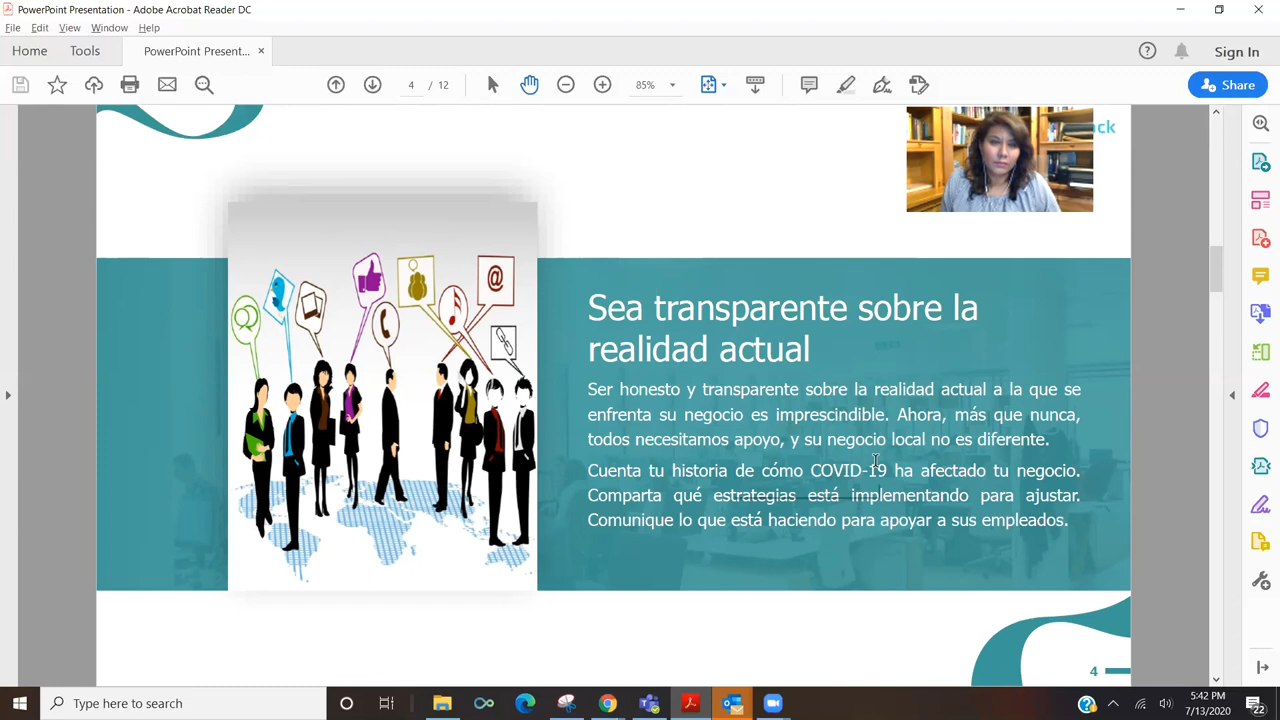 PowerPoint Presentation - Adobe Acrobat Reader DC
File Edit View Window Help
Home Tools PowerPoint Present... ×
Sign In
4 / 12
85%
Share
ck
@
Sea transparente sobre la
realidad actual
Ser honesto y transparente sobre la realidad actual a la que se
enfrenta su negocio es imprescindible. Ahora, más que nunca,
todos necesitamos apoyo, y su negocio local no es diferente.
Cuenta tu historia de cómo COVID-19 ha afectado tu negocio.
Comparta qué estrategias está implementando para ajustar.
Comunique lo que está haciendo para apoyar a sus empleados.
4
Type here to search
5:42 PM
7/13/2020
22